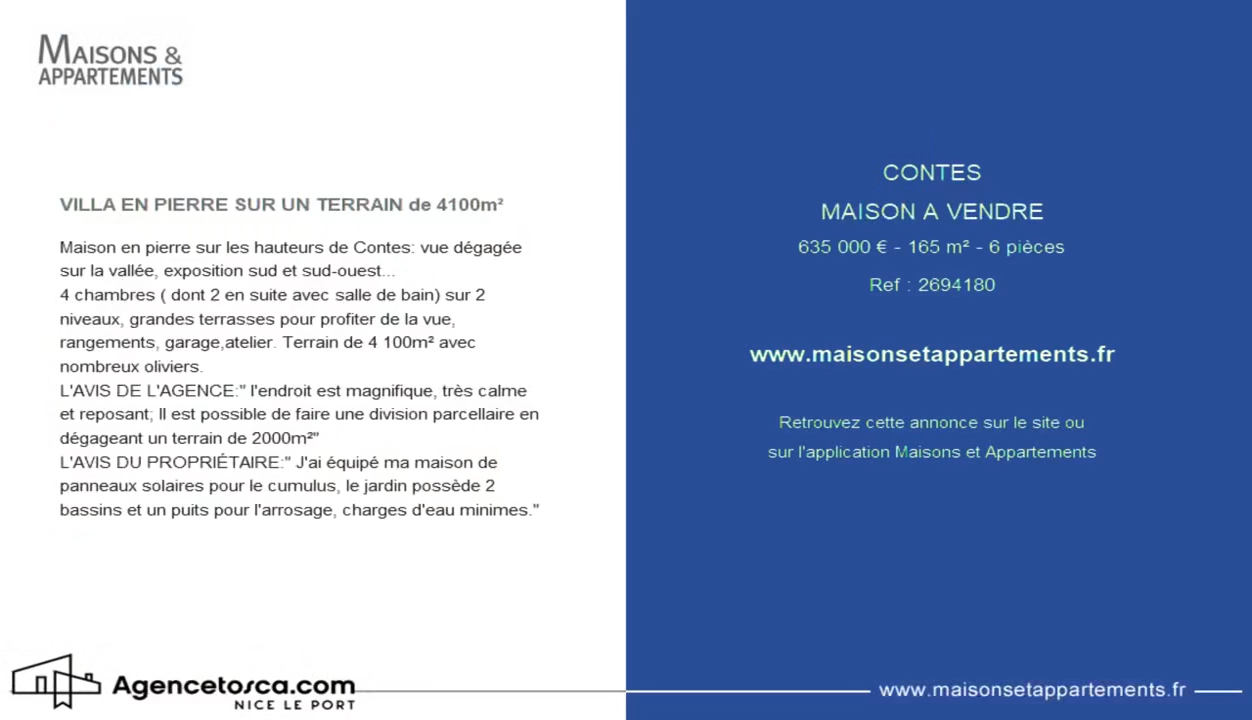 MAISONS &
APPARTEMENTS
VILLA EN PIERRE SUR UN TERRAIN de 4100m²
Maison en pierre sur les hauteurs de Contes: vue dégagée
sur la vallée, exposition sud et sud-ouest...
4 chambres ( dont 2 en suite avec salle de bain) sur 2
niveaux, grandes terrasses pour profiter de la vue,
rangements, garage,atelier. Terrain de 4 100m² avec
nombreux oliviers.
L'AVIS DE L'AGENCE:" l'endroit est magnifique, très calme
et reposant; Il est possible de faire une division parcellaire en
dégageant un terrain de 2000m²"
L'AVIS DU PROPRIÉTAIRE:" J'ai équipé ma maison de
panneaux solaires pour le cumulus, le jardin possède 2
bassins et un puits pour l'arrosage, charges d'eau minimes."
Agencetosca.com
NICE LE PORT
CONTES
MAISON A VENDRE
635 000 € - 165 m² - 6 pièces
Ref : 2694180
www.maisonsetappartements.fr
Retrouvez cette annonce sur le site ou
sur l'application Maisons et Appartements
www.maisonsetappartements.fr